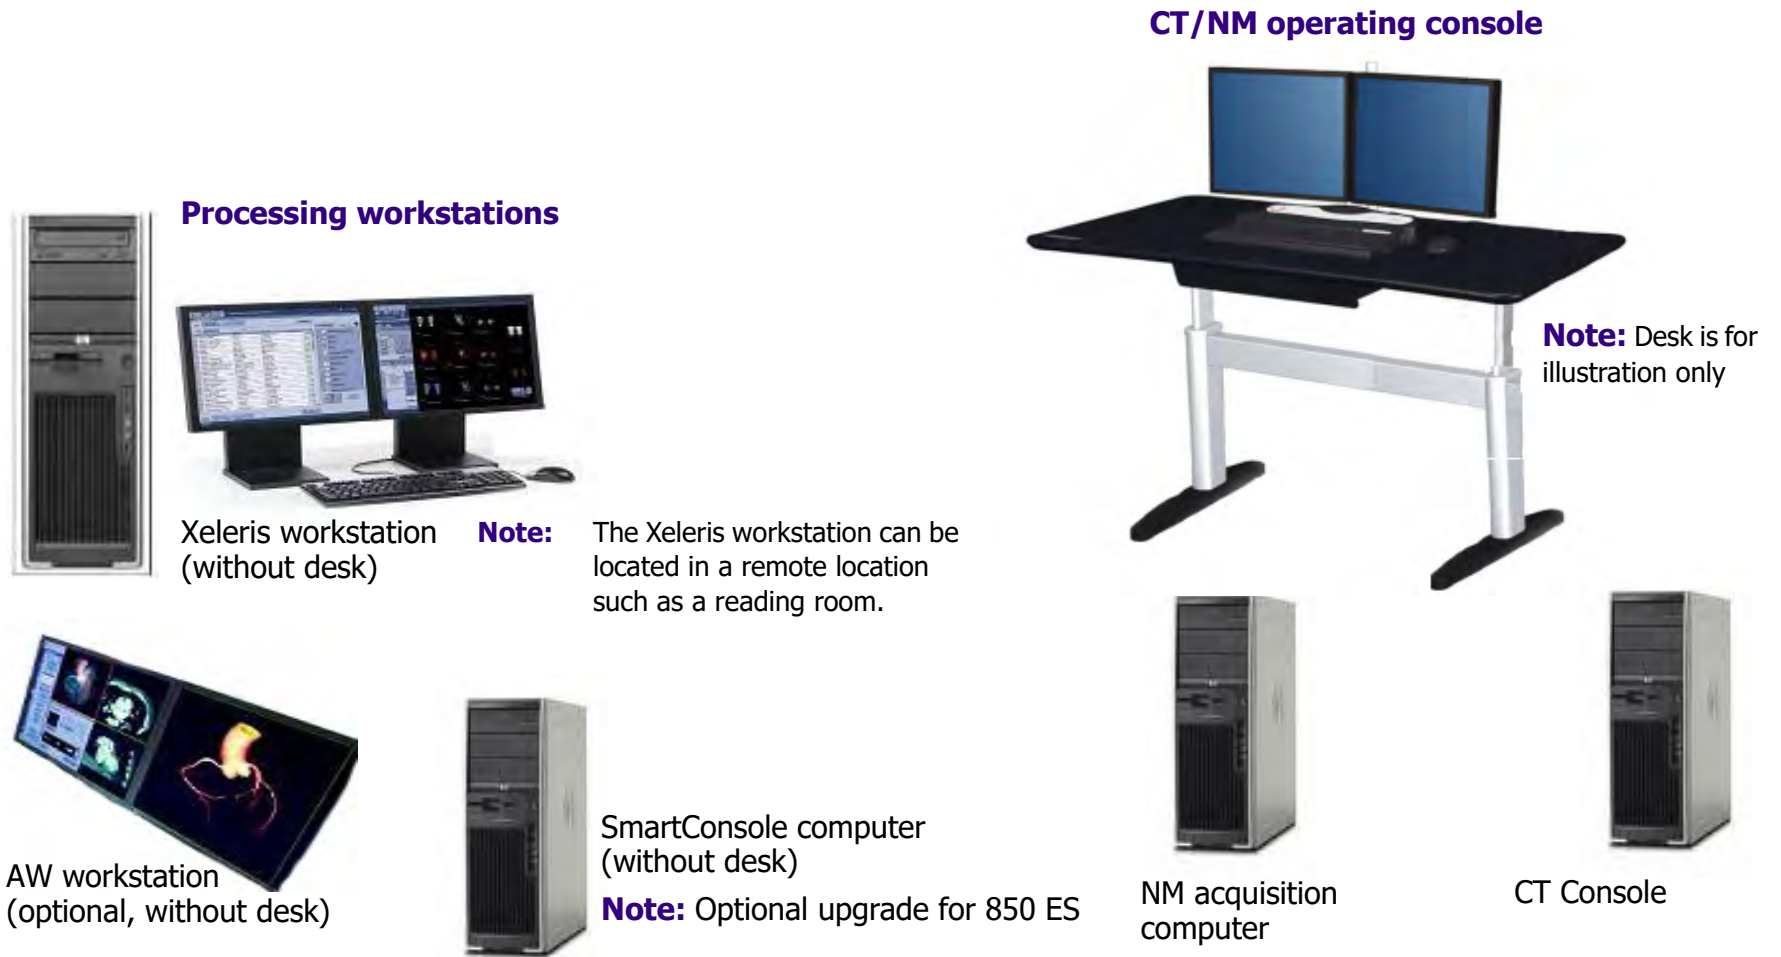 CT/NM operating console
Processing workstations
Note: Desk is for
illustration only
Xeleris workstation
(without desk)
Note: The Xeleris workstation can be
located in a remote location
such as a reading room.
AW workstation
(optional, without desk)
SmartConsole computer
(without desk)
Note: Optional upgrade for 850 ES
NM acquisition
computer
CT Console